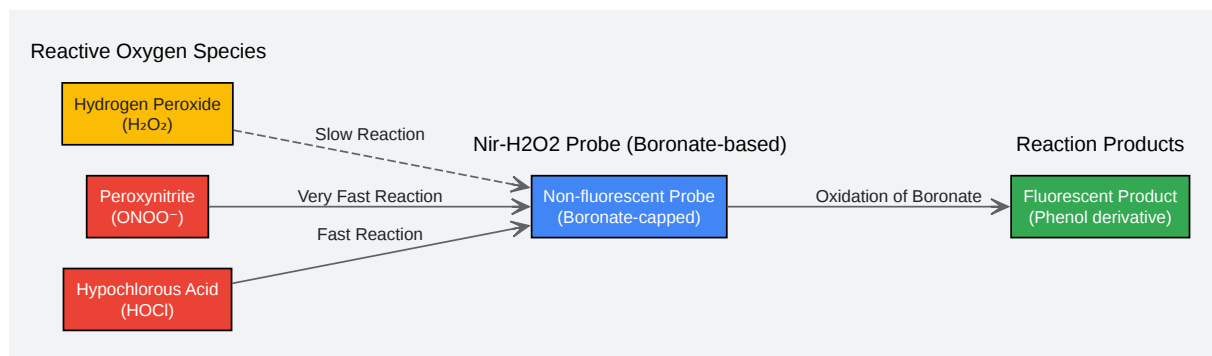 Reactive Oxygen Species
Hydrogen Peroxide
(H₂O₂)
Slow Reaction
Nir-H2O2 Probe (Boronate-based)
Reaction Products
Peroxynitrite
(ONOO⁻)
Very Fast Reaction
Non-fluorescent Probe
(Boronate-capped)
Oxidation of Boronate
Fluorescent Product
(Phenol derivative)
Fast Reaction
Hypochlorous Acid
(HOCl)